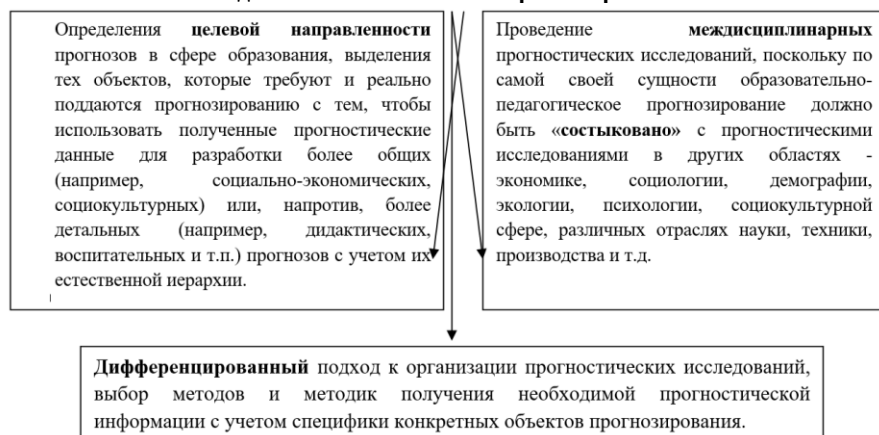 Определения целевой направленности
прогнозов в сфере образования, выделения
тех объектов, которые требуют и реально
поддаются прогнозированию с тем, чтобы
использовать полученные прогностические
данные для разработки более общих
(например, социально-экономических,
социокультурных) или, напротив, более
детальных (например, дидактических,
воспитательных и т.п.) прогнозов с учетом их
естественной иерархии.
Проведение междисциплинарных
прогностических исследований, поскольку по
самой своей сущности образовательно-
педагогическое прогнозирование должно
быть «состыковано» с прогностическими
исследованиями в других областях -
экономике, социологии, демографии,
экологии, психологии, социокультурной
сфере, различных отраслях науки, техники,
производства и т.д.
Дифференцированный подход к организации прогностических исследований,
выбор методов и методик получения необходимой прогностической
информации с учетом специфики конкретных объектов прогнозирования.